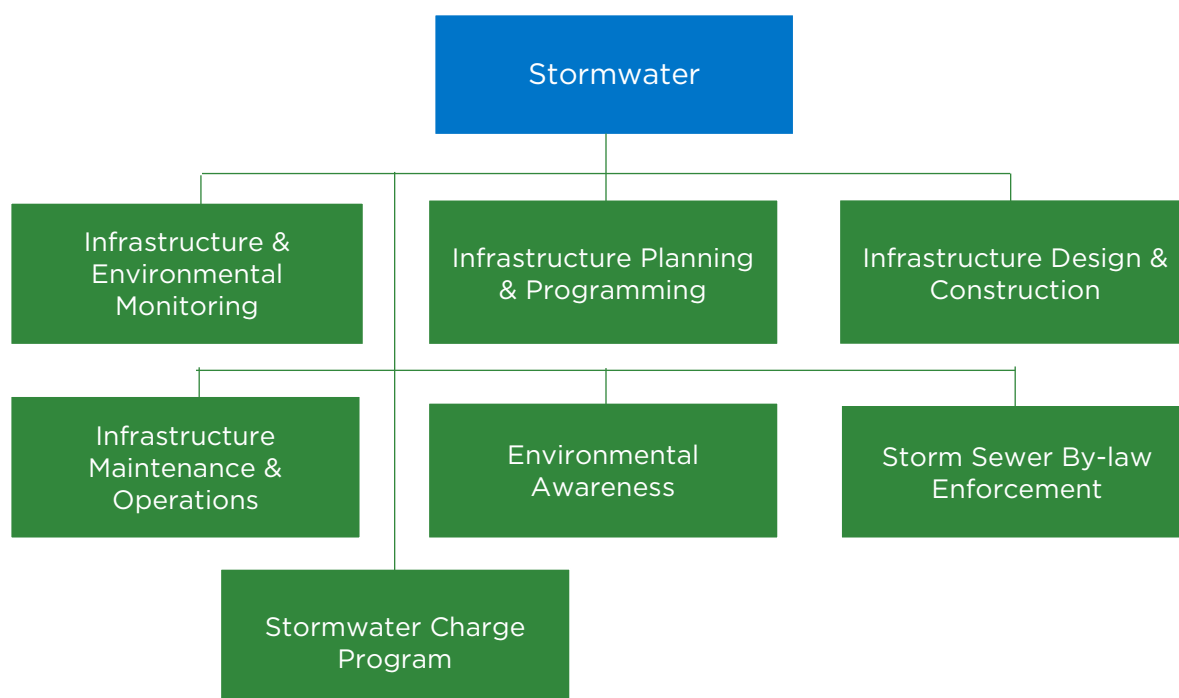 Stormwater
Infrastructure &
Environmental
Monitoring
Infrastructure Planning
& Programming
Infrastructure Design &
Construction
Infrastructure
Maintenance &
Operations
Environmental
Awareness
Storm Sewer By-law
Enforcement
Stormwater Charge
Program